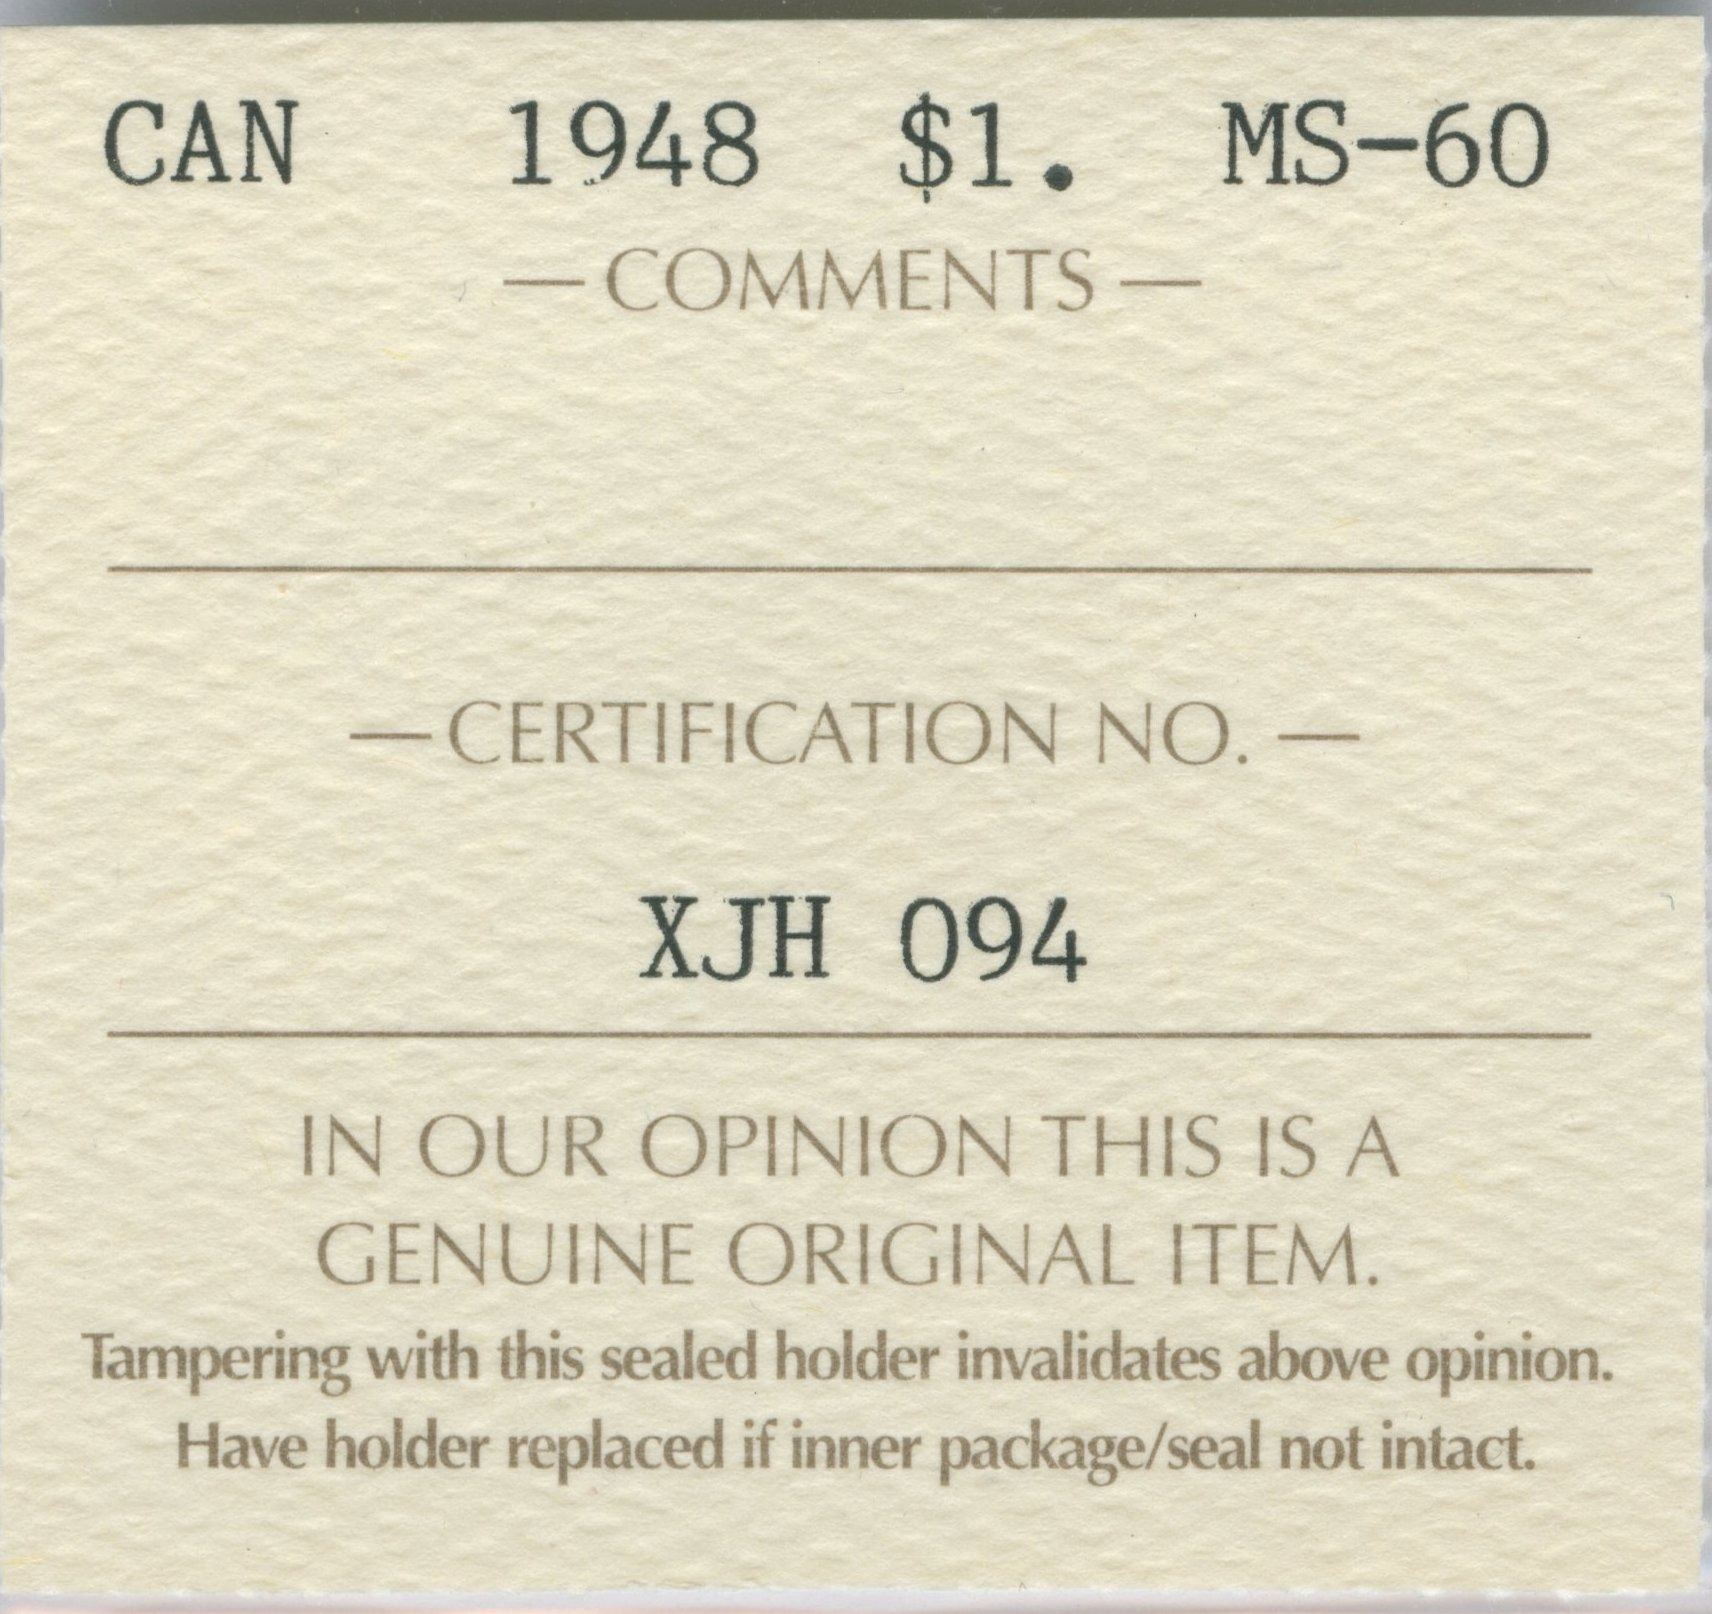 CAN 1948 $1. MS-60
— COMMENTS —
— CERTIFICATION NO. —
XJH 094
IN OUR OPINION THIS IS A
GENUINE ORIGINAL ITEM.
Tampering with this sealed holder invalidates above opinion.
Have holder replaced if inner package/seal not intact.